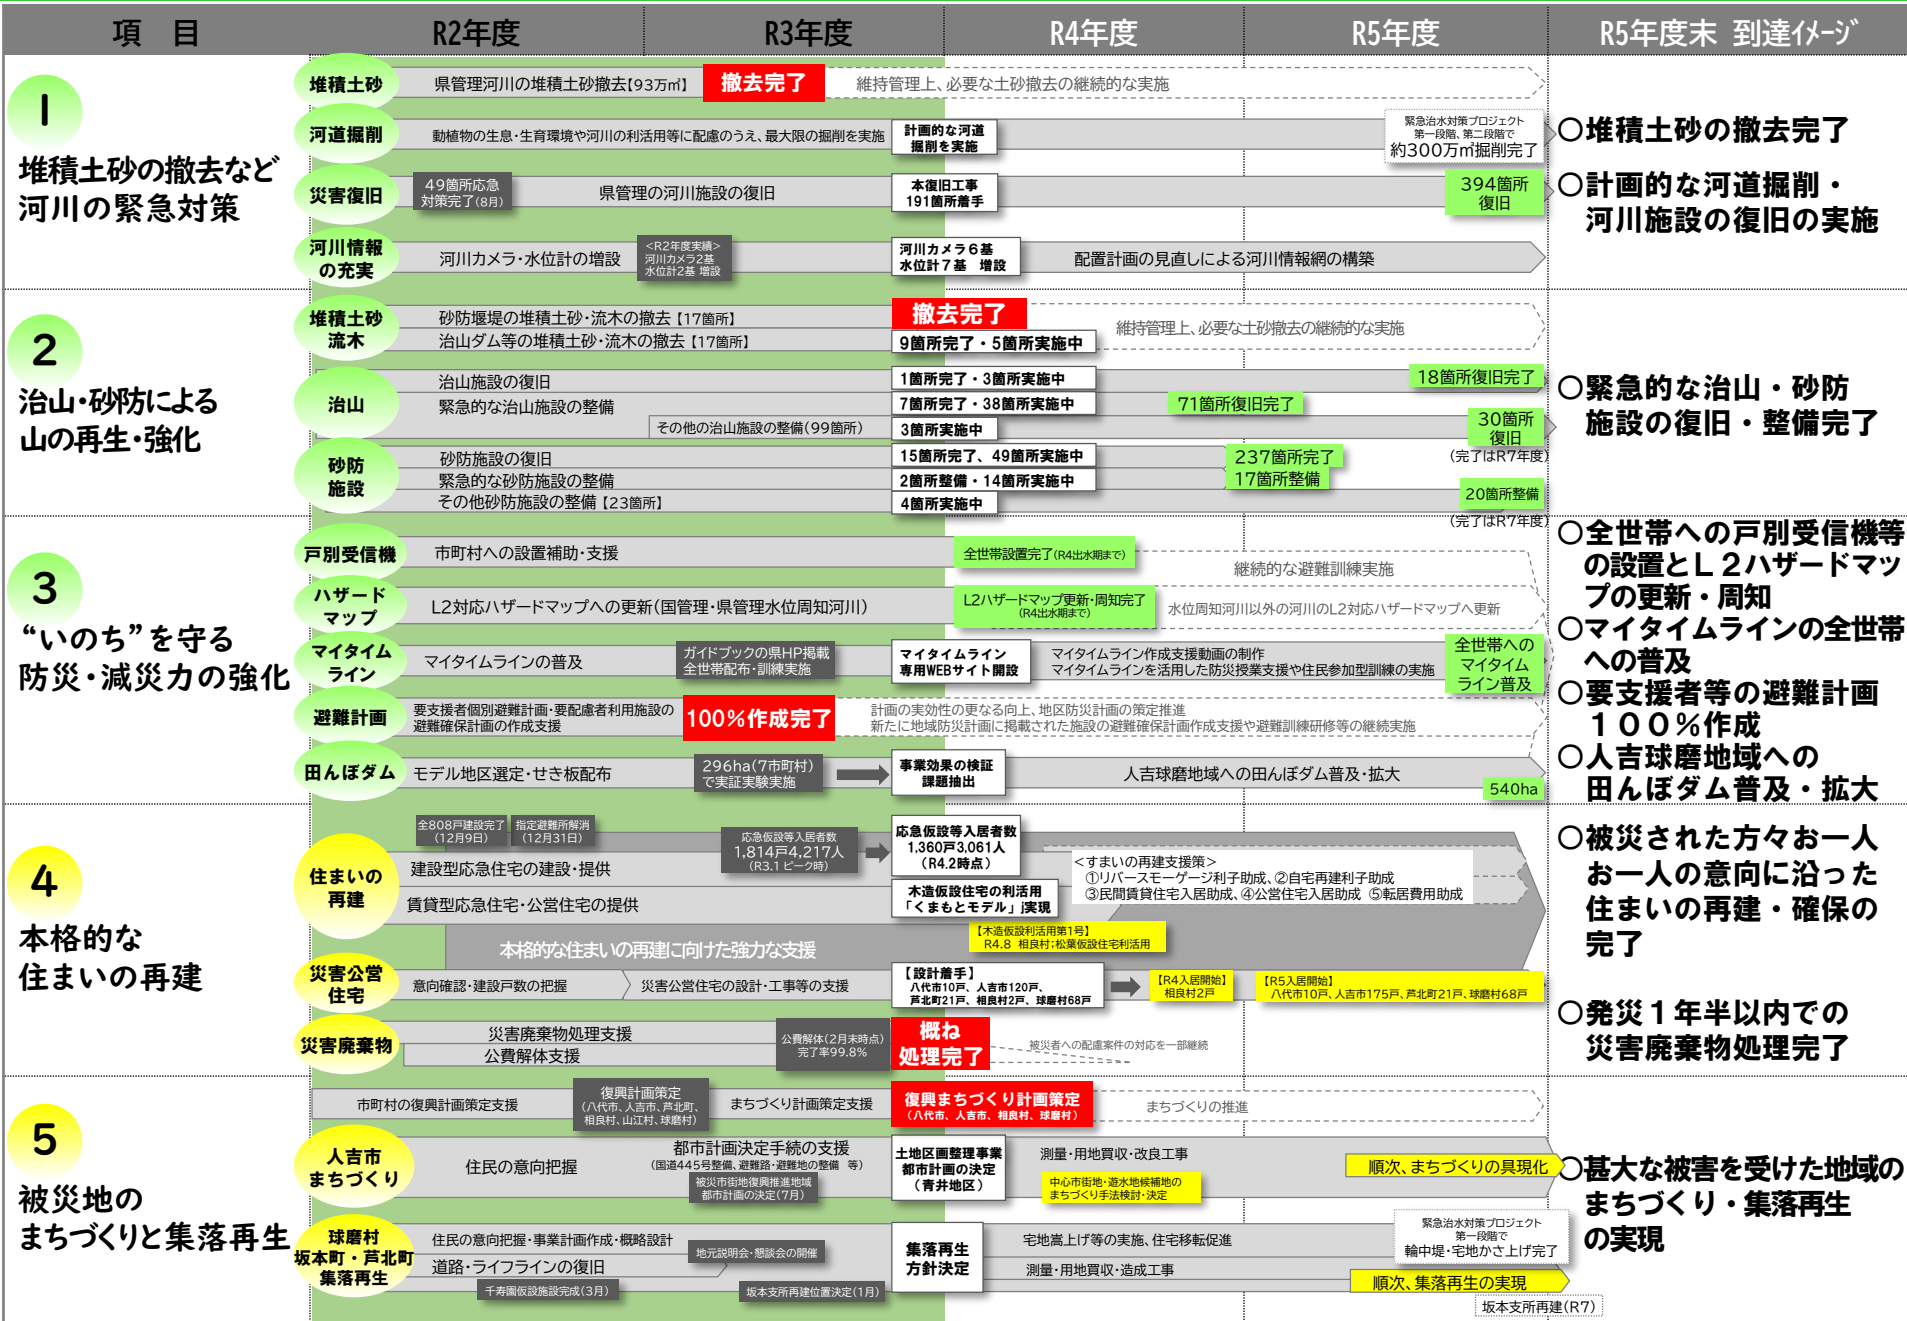 項 目
R2年度
R3年度
R4年度
R5年度
R5年度末 到達ｲﾒｰｼﾞ
1
堆積土砂の撤去など
河川の緊急対策
堆積土砂
県管理河川の堆積土砂撤去【93万㎥】
撤去完了
維持管理上、必要な土砂撤去の継続的な実施
河道掘削
動植物の生息・生育環境や河川の利活用等に配慮のうえ、最大限の掘削を実施
計画的な河道
掘削を実施
緊急治水対策プロジェクト
第一段階、第二段階で
約300万㎥掘削完了
災害復旧
49箇所応急
対策完了(8月)
県管理の河川施設の復旧
本復旧工事
191箇所着手
394箇所
復旧
河川情報
の充実
河川カメラ・水位計の増設
<R2年度実績>
河川カメラ2基
水位計2基 増設
河川カメラ６基
水位計７基 増設
配置計画の見直しによる河川情報網の構築
○堆積土砂の撤去完了
○計画的な河道掘削・
河川施設の復旧の実施
2
治山・砂防による
山の再生・強化
堆積土砂
流木
砂防堰堤の堆積土砂・流木の撤去【17箇所】
治山ダム等の堆積土砂・流木の撤去【17箇所】
撤去完了
9箇所完了・5箇所実施中
維持管理上、必要な土砂撤去の継続的な実施
治山
治山施設の復旧
1箇所完了・3箇所実施中
18箇所復旧完了
緊急的な治山施設の整備
7箇所完了・38箇所実施中
71箇所復旧完了
その他の治山施設の整備(99箇所)
3箇所実施中
30箇所
復旧
(完了はR7年度)
砂防
施設
砂防施設の復旧
15箇所完了、49箇所実施中
237箇所完了
緊急的な砂防施設の整備
2箇所整備・14箇所実施中
17箇所整備
その他砂防施設の整備【23箇所】
4箇所実施中
20箇所整備
(完了はR7年度)
○緊急的な治山・砂防
施設の復旧・整備完了
3
“いのち”を守る
防災・減災力の強化
戸別受信機
市町村への設置補助・支援
全世帯設置完了(R4出水期まで)
継続的な避難訓練実施
ハザード
マップ
L2対応ハザードマップへの更新(国管理・県管理水位周知河川)
L2ハザードマップ更新・周知完了
(R4出水期まで)
水位周知河川以外の河川のL2対応ハザードマップへ更新
マイタイム
ライン
マイタイムラインの普及
ガイドブックの県HP掲載
全世帯配布・訓練実施
マイタイムライン
専用WEBサイト開設
マイタイムライン作成支援動画の制作
マイタイムラインを活用した防災授業支援や住民参加型訓練の実施
全世帯への
マイタイム
ライン普及
避難計画
要支援者個別避難計画・要配慮者利用施設の
避難確保計画の作成支援
100％作成完了
計画の実効性の更なる向上、地区防災計画の策定推進
新たに地域防災計画に掲載された施設の避難確保計画作成支援や避難訓練研修等の継続実施
田んぼダム
モデル地区選定・せき板配布
296ha(7市町村)
で実証実験実施
事業効果の検証
課題抽出
人吉球磨地域への田んぼダム普及・拡大
540ha
○全世帯への戸別受信機等
の設置とＬ２ハザードマッ
プの更新・周知
○マイタイムラインの全世帯
への普及
○要支援者等の避難計画
１００％作成
○人吉球磨地域への
田んぼダム普及・拡大
4
本格的な
住まいの再建
住まいの
再建
全808戸建設完了
(12月9日)
指定避難所解消
(12月31日)
建設型応急住宅の建設・提供
応急仮設等入居者数
1,814戸4,217人
(R3.1 ピーク時)
応急仮設等入居者数
1,360戸3,061人
(R4.2時点)
<すまいの再建支援策>
①リバースモーゲージ利子助成、②自宅再建利子助成
③民間賃貸住宅入居助成、④公営住宅入居助成 ⑤転居費用助成
賃貸型応急住宅・公営住宅の提供
木造仮設住宅の利活用
「くまもとモデル」実現
本格的な住まいの再建に向けた強力な支援
【木造仮設利活用第1号】
R4.8 相良村；松葉仮設住宅利活用
災害公営
住宅
意向確認・建設戸数の把握
災害公営住宅の設計・工事等の支援
【設計着手】
八代市10戸、人吉市120戸、
芦北町21戸、相良村2戸、球磨村68戸
【R4入居開始】
相良村2戸
【R5入居開始】
八代市10戸、人吉市175戸、芦北町21戸、球磨村68戸
災害廃棄物
災害廃棄物処理支援
公費解体支援
公費解体(2月末時点)
完了率99.8％
概ね
処理完了
被災者への配慮案件の対応を一部継続
○被災された方々お一人
お一人の意向に沿った
住まいの再建・確保の
完了
○発災１年半以内での
災害廃棄物処理完了
5
被災地の
まちづくりと集落再生
市町村の復興計画策定支援
復興計画策定
(八代市、人吉市、芦北町、
相良村、山江村、球磨村)
まちづくり計画策定支援
復興まちづくり計画策定
(八代市、人吉市、相良村、球磨村)
まちづくりの推進
人吉市
まちづくり
住民の意向把握
都市計画決定手続の支援
(国道445号整備、避難路・避難地の整備 等)
被災市街地復興推進地域
都市計画の決定(7月)
土地区画整理事業
都市計画の決定
(青井地区)
測量・用地買収・改良工事
中心市街地・遊水地候補地の
まちづくり手法検討・決定
順次、まちづくりの具現化
球磨村
坂本町・芦北町
集落再生
住民の意向把握・事業計画作成・概略設計
道路・ライフラインの復旧
地元説明会・懇談会の開催
千寿園仮設施設完成(3月)
坂本支所再建位置決定(1月)
集落再生
方針決定
宅地嵩上げ等の実施、住宅移転促進
測量・用地買収・造成工事
緊急治水対策プロジェクト
第一段階で
輪中堤・宅地かさ上げ完了
順次、集落再生の実現
坂本支所再建(R7)
○甚大な被害を受けた地域の
まちづくり・集落再生
の実現